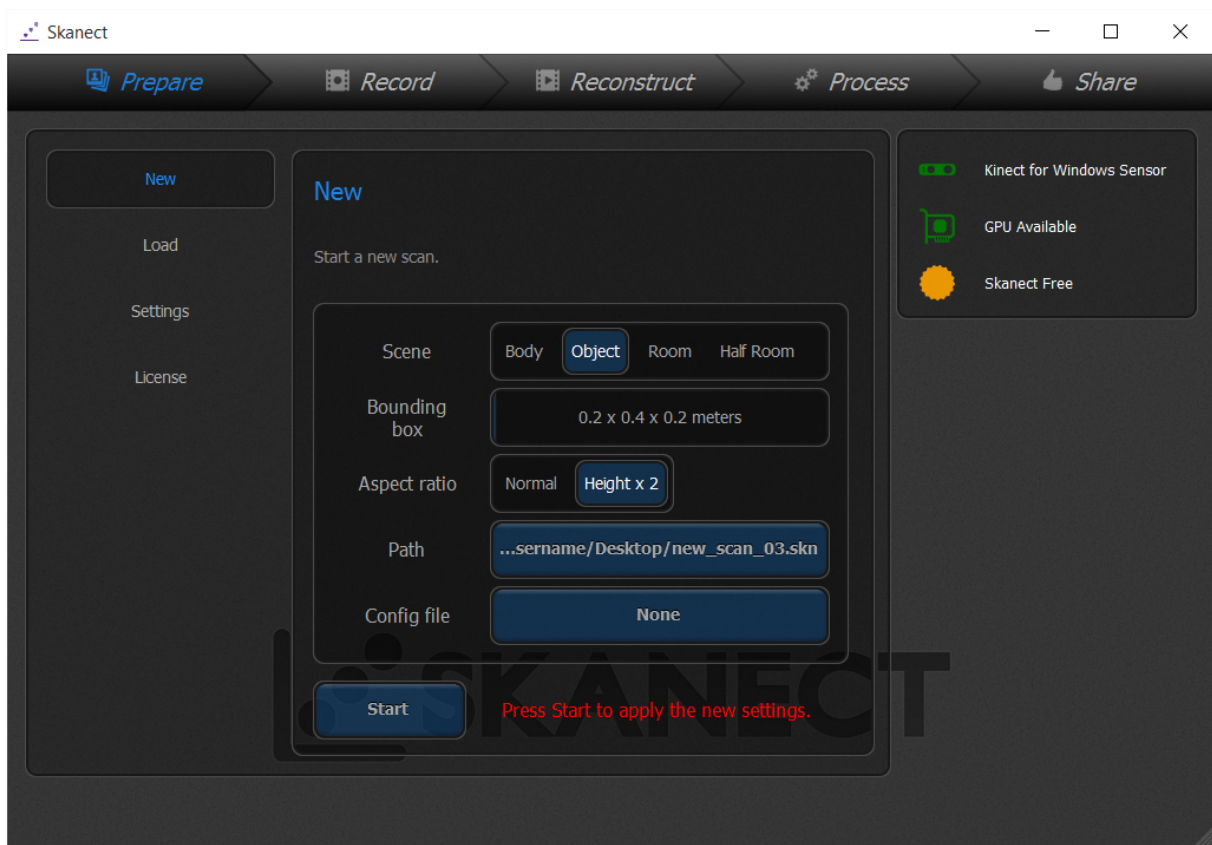 Skanect
Prepare
Record
Reconstruct
Process
Share
New
Load
Settings
License
New
Start a new scan.
Scene
Body
Object
Room
Half Room
Bounding
box
0.2 x 0.4 x 0.2 meters
Aspect ratio
Normal
Height x 2
Path
...sername/Desktop/new_scan_03.skn
Config file
None
Start
Press Start to apply the new settings.
SKANECT
Kinect for Windows Sensor
GPU Available
Skanect Free